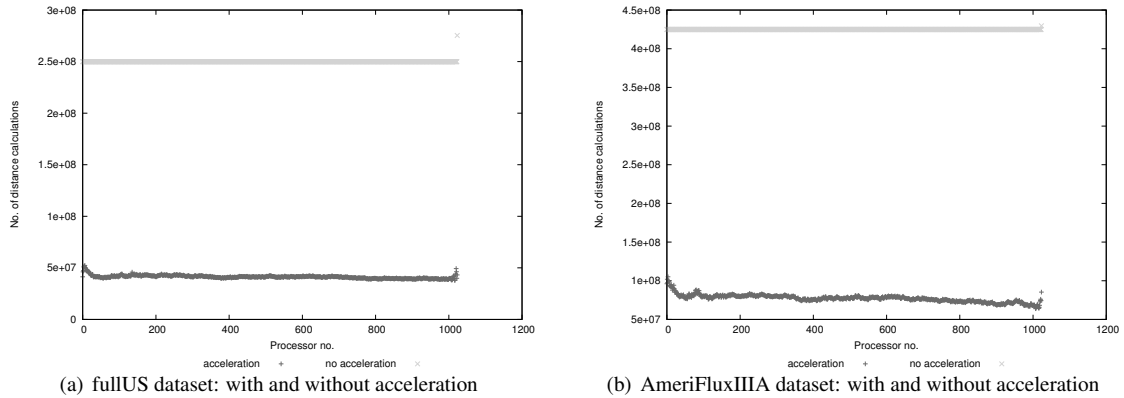 3e+08
2.5e+08
2e+08
1.5e+08
1e+08
5e+07
0
No. of distance calculations
0 200 400 600 800 1000 1200
Processor no.
acceleration + no acceleration ×
(a) fullUS dataset: with and without acceleration
4.5e+08
4e+08
3.5e+08
3e+08
2.5e+08
2e+08
1.5e+08
1e+08
5e+07
No. of distance calculations
0 200 400 600 800 1000 1200
Processor no.
acceleration + no acceleration ×
(b) AmeriFluxIIIA dataset: with and without acceleration